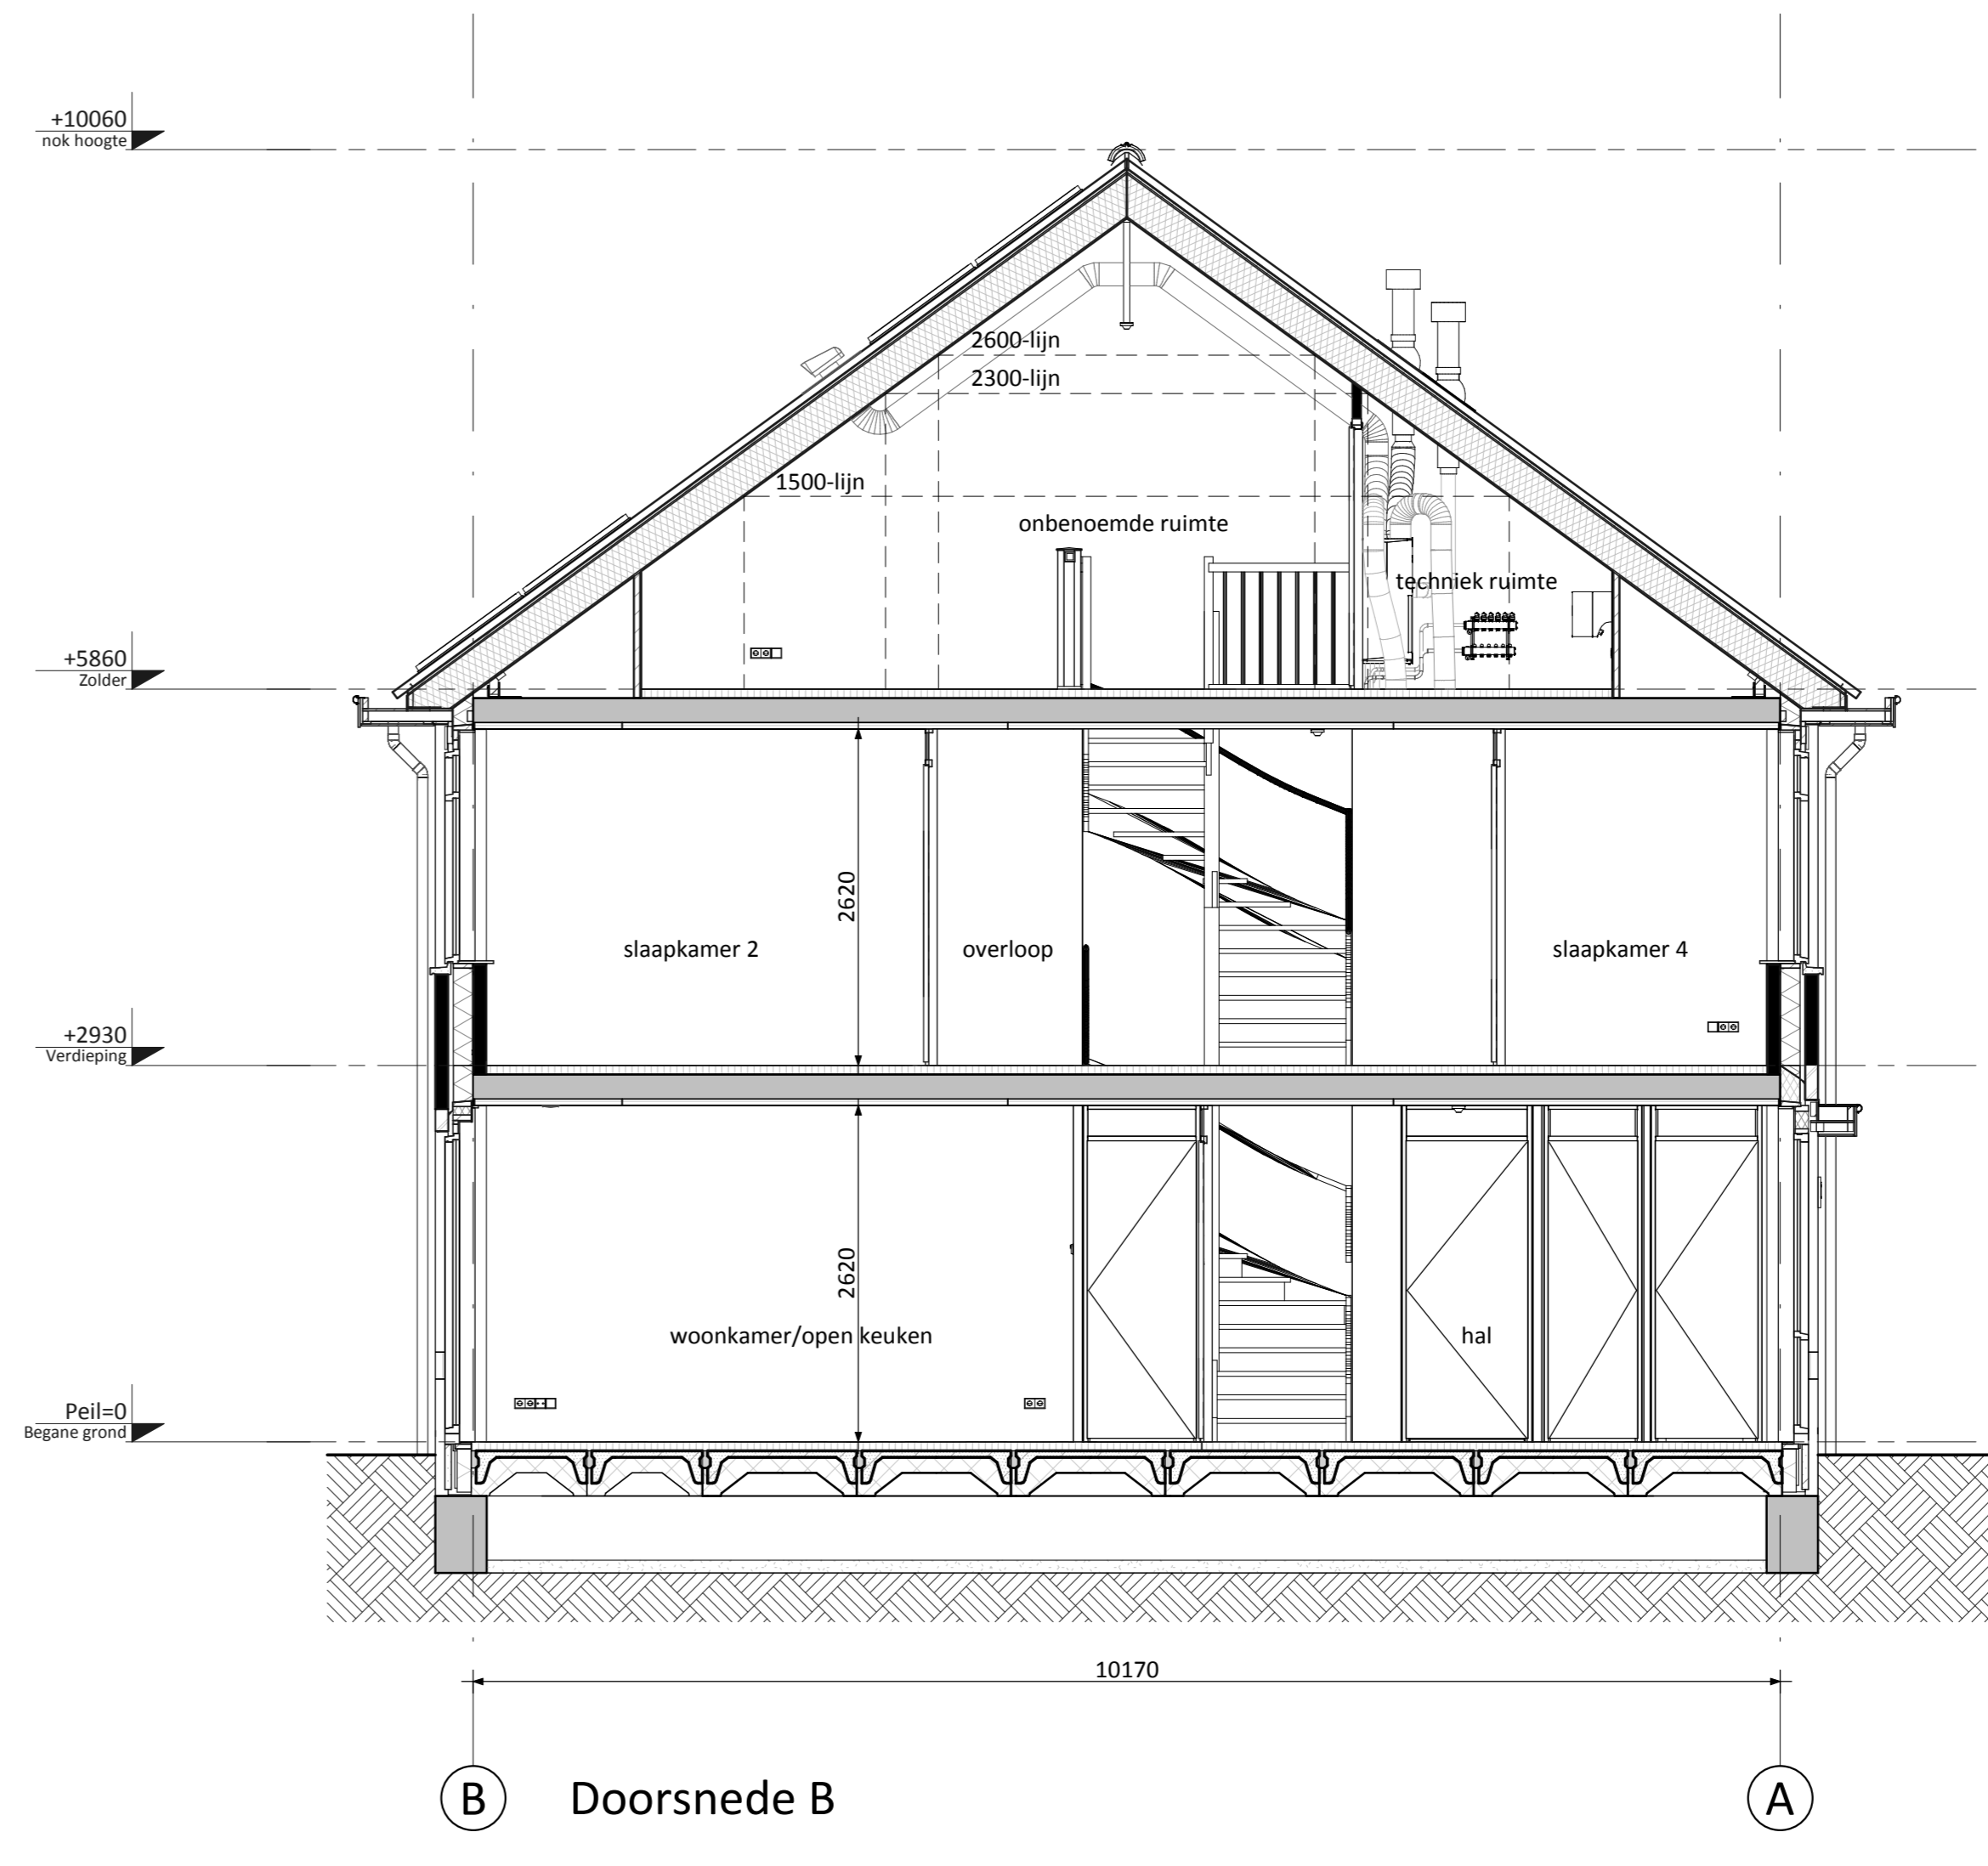 +10060
nok hoogte
2600-lijn
2300-lijn
1500-lijn
onbenoemde ruimte
techniek ruimte
+5860
Zolder
2620
slaapkamer 2
overloop
slaapkamer 4
+2930
Verdieping
2620
woonkamer/open keuken
hal
Peil=0
Begane grond
10170
B
Doorsnede B
A